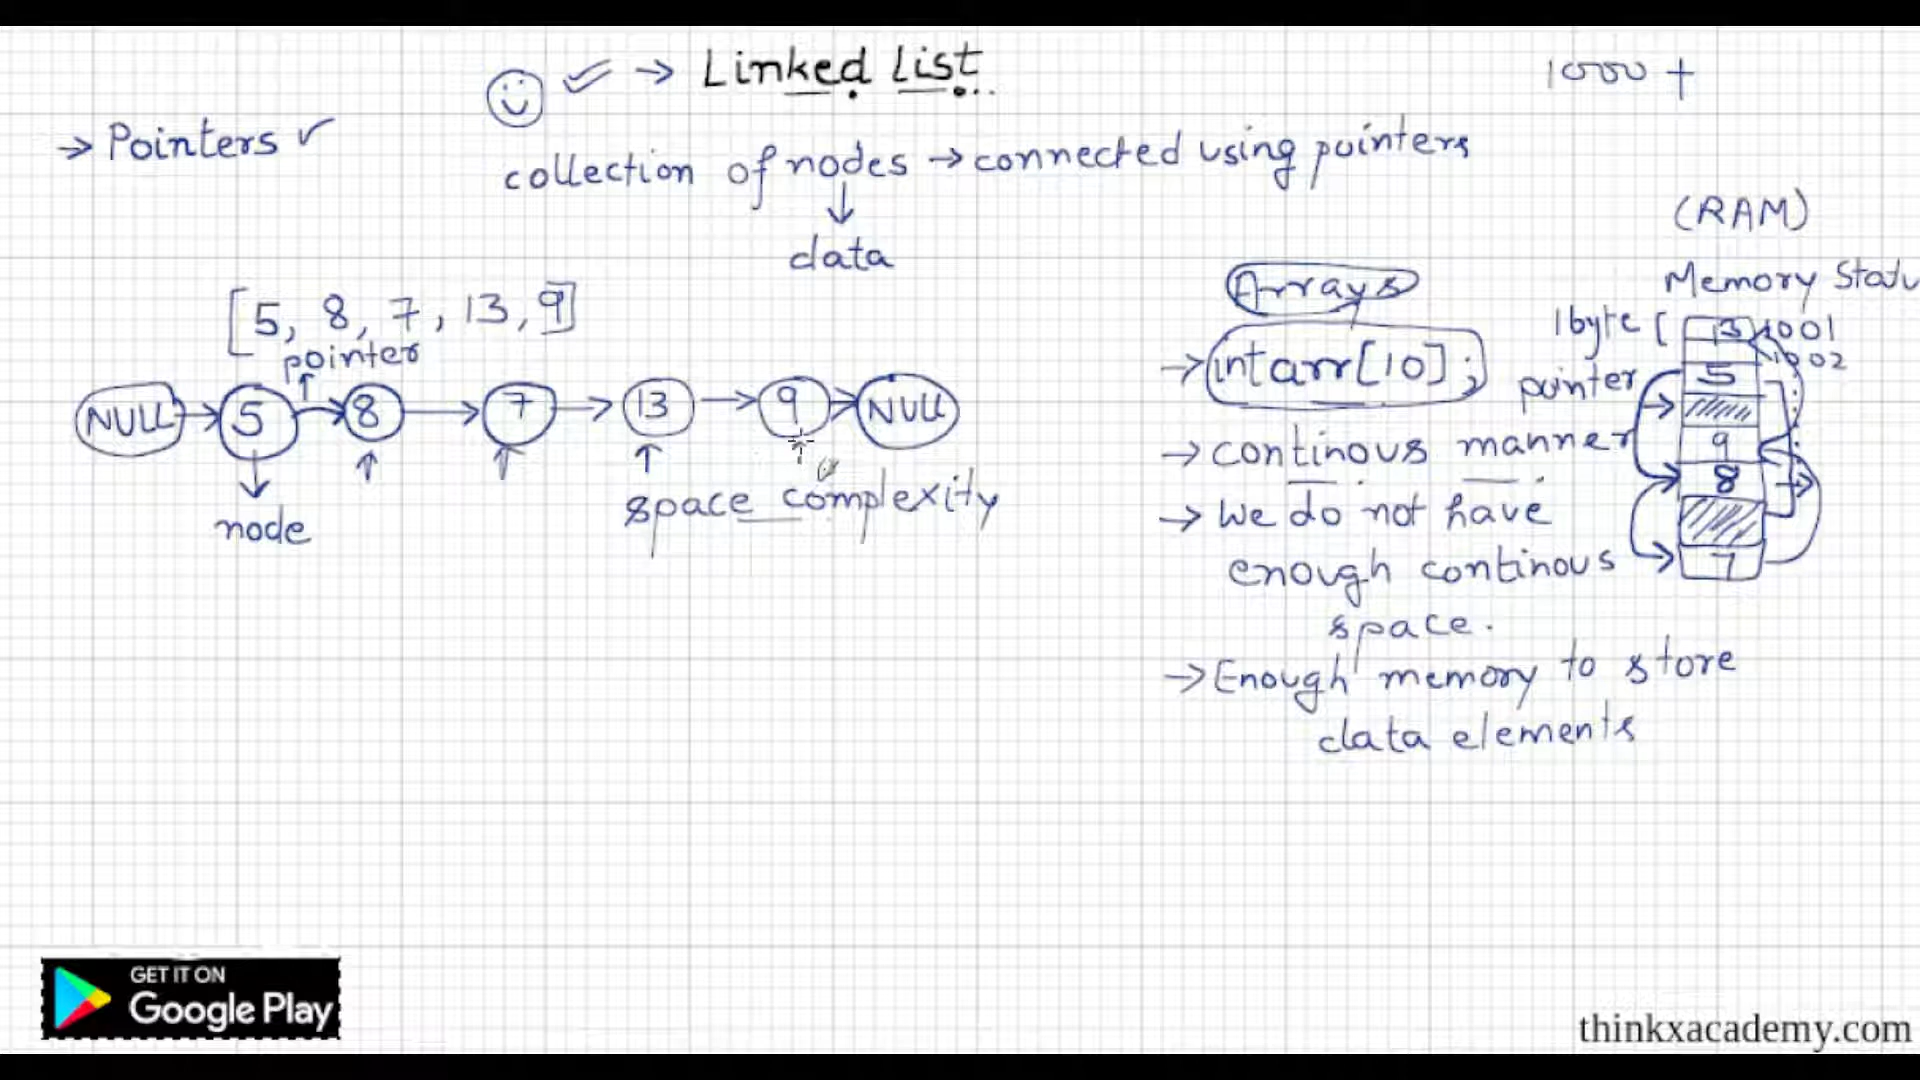 → Linked List
1000 +
→ Pointers ✓
collection of nodes → connected using pointers
↓
data
(RAM)
Memory Statu
[5, 8, 7, 13, 9]
pointer
NULL → 5 → 8 → 7 → 13 → 9 → NULL
node
space complexity
Arrays
→ int arr[10];
→ continous manner
→ We do not have
enough continous
space.
→ Enough memory to store
data elements
1byte [
pointer
13 1001
1002
5
9
8
7
GET IT ON
Google Play
thinkxacademy.com